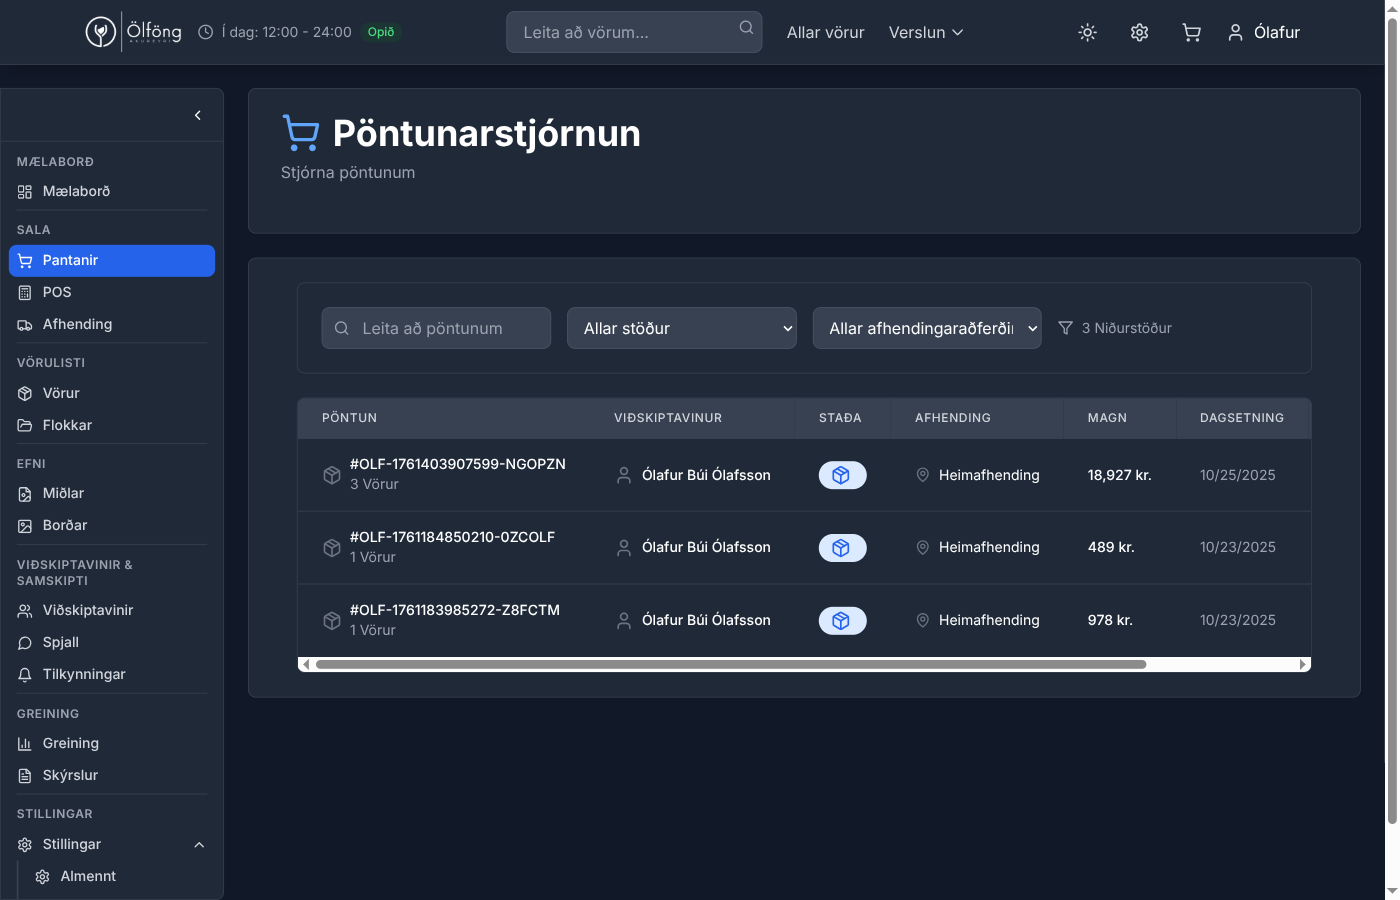 Ölföng
Í dag: 12:00 - 24:00
Opið
Leita að vörum...
Allar vörur
Verslun
Ólafur
MÆLABORÐ
Mælaborð
SALA
Pantanir
POS
Afhending
VÖRULISTI
Vörur
Flokkar
EFNI
Miðlar
Borðar
VIÐSKIPTAVINIR &
SAMSKIPTI
Viðskiptavinir
Spjall
Tilkynningar
GREINING
Greining
Skýrslur
STILLINGAR
Stillingar
Almennt
Pöntunarstjórnun
Stjórna pöntunum
Leita að pöntunum
Allar stöður
Allar afhendingaraðferðir
3 Niðurstöður
PÖNTUN VIÐSKIPTAVINUR STAÐA AFHENDING MAGN DAGSETNING
#OLF-1761403907599-NGOPZN
3 Vörur
Ólafur Búi Ólafsson
Heimafhending
18,927 kr.
10/25/2025
#OLF-1761184850210-0ZCOLF
1 Vörur
Ólafur Búi Ólafsson
Heimafhending
489 kr.
10/23/2025
#OLF-1761183985272-Z8FCTM
1 Vörur
Ólafur Búi Ólafsson
Heimafhending
978 kr.
10/23/2025